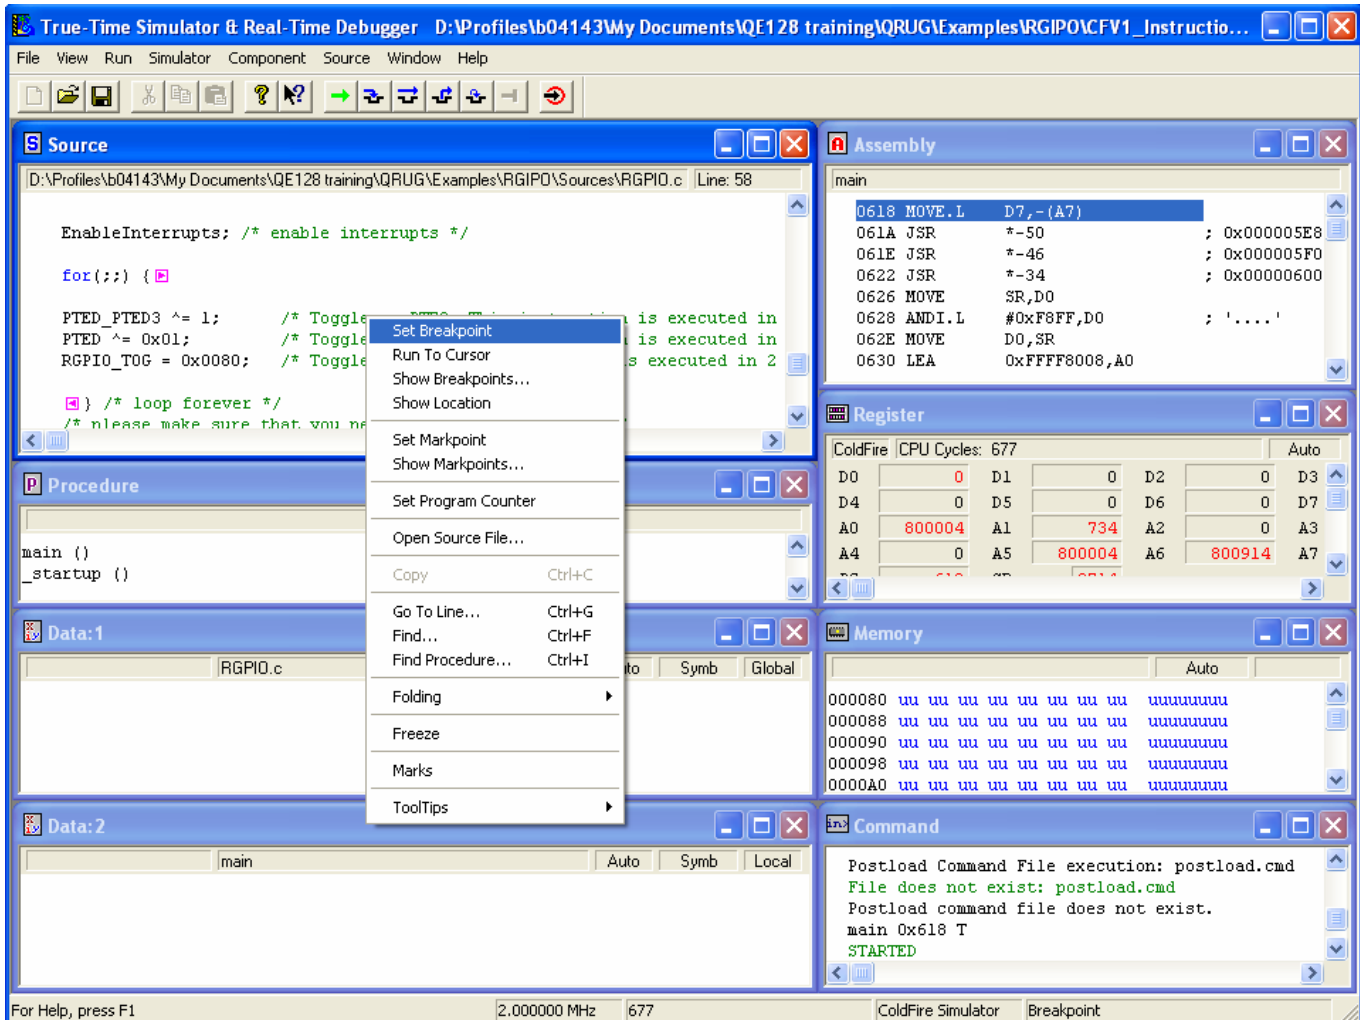 True-Time Simulator & Real-Time Debugger D:\Profiles\b04143\My Documents\QE128 training\QRUG\Examples\RGIPO\CFV1_Instructio...
File View Run Simulator Component Source Window Help
Source
D:\Profiles\b04143\My Documents\QE128 training\QRUG\Examples\RGIPO\Sources\RGPIO.c Line: 58
EnableInterrupts; /* enable interrupts */
for(;;) {
PTED_PTED3 ^= 1; /* Toggle is executed in
PTED ^= 0x01; /* Toggle is executed in
RGPIO_TOG = 0x0080; /* Toggle s executed in 2
} /* loop forever */
/* please make sure that you ne
Set Breakpoint
Run To Cursor
Show Breakpoints...
Show Location
Set Markpoint
Show Markpoints...
Set Program Counter
Open Source File...
Copy Ctrl+C
Go To Line... Ctrl+G
Find... Ctrl+F
Find Procedure... Ctrl+I
Folding
Freeze
Marks
ToolTips
Procedure
main ()
_startup ()
Data:1
RGPIO.c Symb Global
Data:2
main Auto Symb Local
Assembly
main
0618 MOVE.L D7,-(A7)
061A JSR *-50 ; 0x000005E8
061E JSR *-46 ; 0x000005F0
0622 JSR *-34 ; 0x00000600
0626 MOVE SR,D0
0628 ANDI.L #0xF8FF,D0 ; '....'
062E MOVE D0,SR
0630 LEA 0xFFFF8008,A0
Register
ColdFire CPU Cycles: 677 Auto
D0 0 D1 0 D2 0 D3
D4 0 D5 0 D6 0 D7
A0 800004 A1 734 A2 0 A3
A4 0 A5 800004 A6 800914 A7
Memory
Auto
000080 uu uu uu uu uu uu uu uu uuuuuuuu
000088 uu uu uu uu uu uu uu uu uuuuuuuu
000090 uu uu uu uu uu uu uu uu uuuuuuuu
000098 uu uu uu uu uu uu uu uu uuuuuuuu
0000A0 uu uu uu uu uu uu uu uu uuuuuuuu
Command
Postload Command File execution: postload.cmd
File does not exist: postload.cmd
Postload command file does not exist.
main 0x618 T
STARTED
For Help, press F1 2.000000 MHz 677 ColdFire Simulator Breakpoint